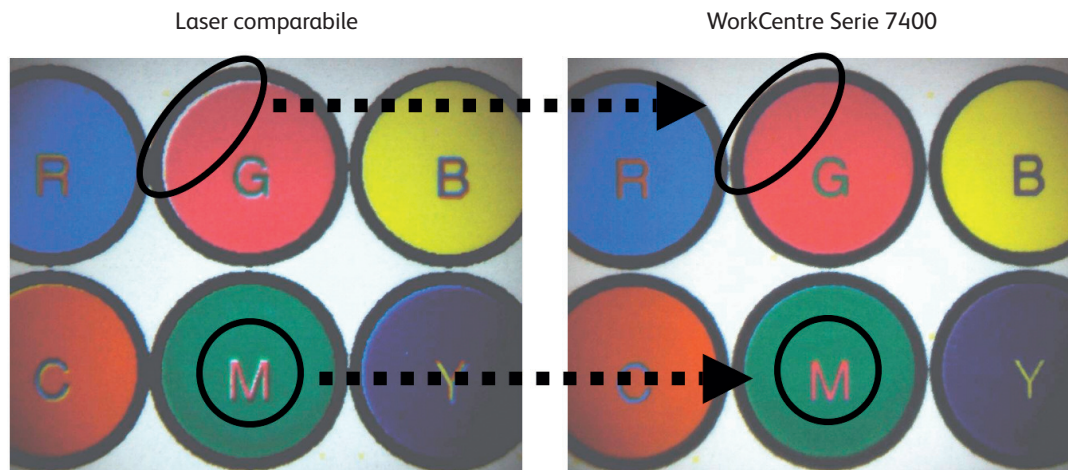 Laser comparabile
WorkCentre Serie 7400
R G B
R G B
C M Y
C M Y